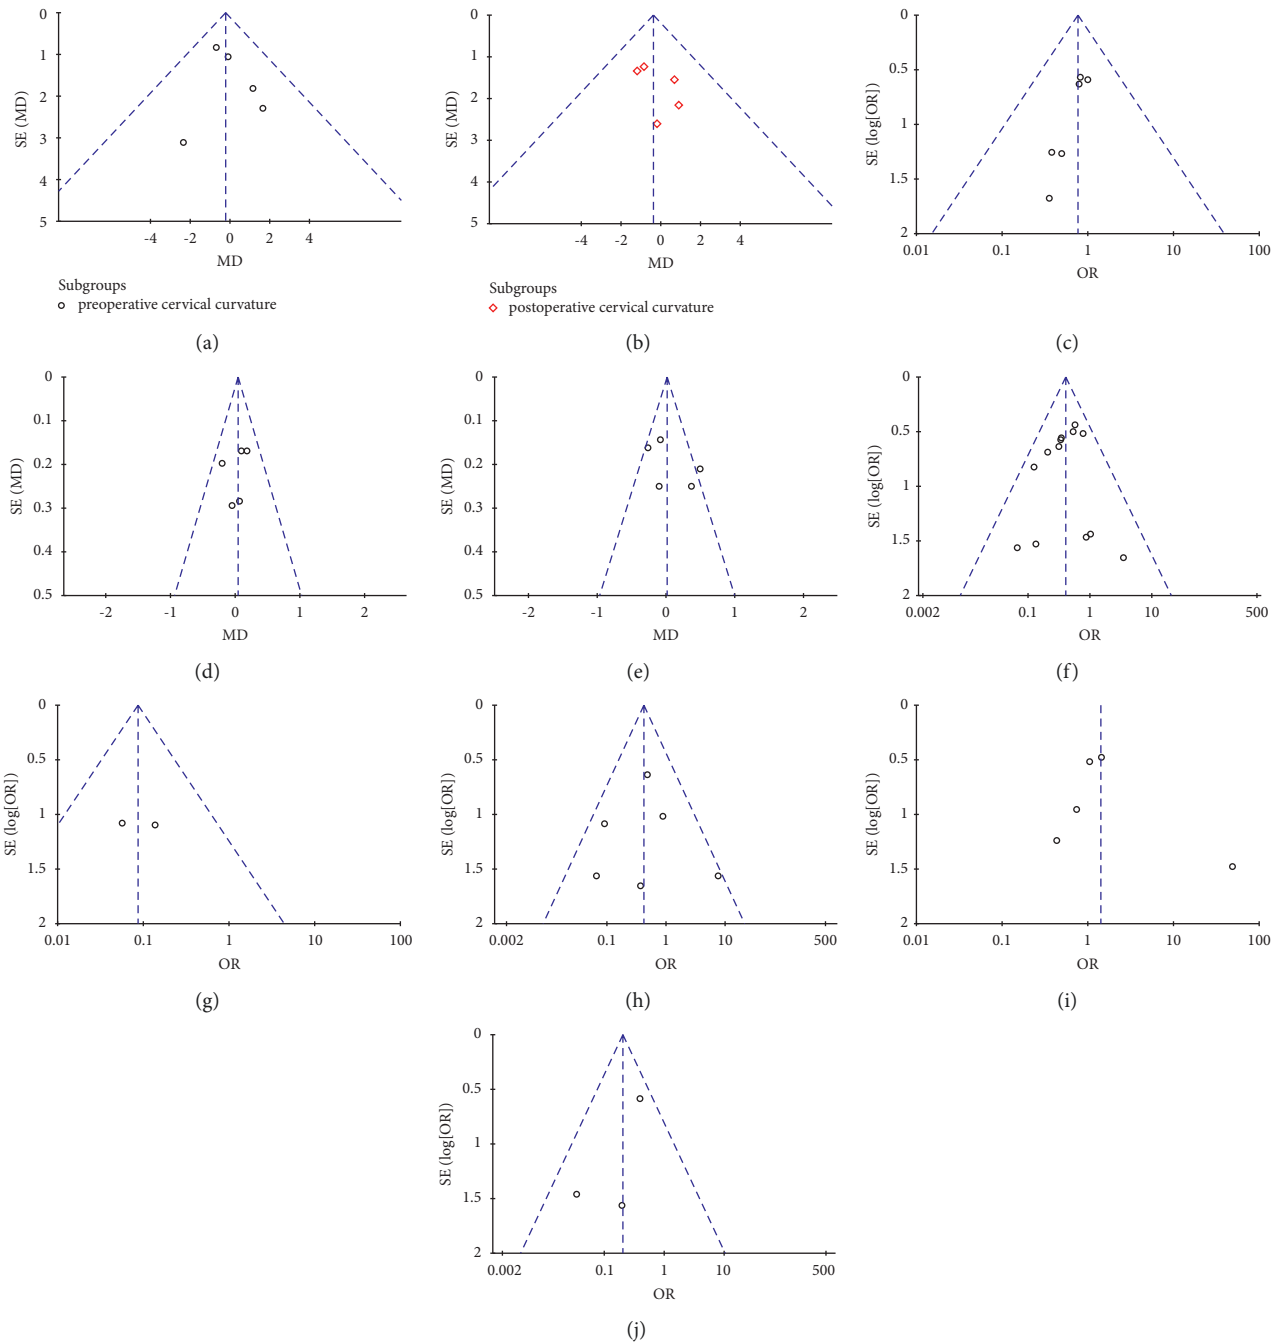 0
1
2
3
4
5
SE (MD)
-4 -2 0 2 4
MD
Subgroups
preoperative cervical curvature
(a)
0
1
2
3
4
5
SE (MD)
-4 -2 0 2 4
MD
Subgroups
postoperative cervical curvature
(b)
0
0.5
1
1.5
2
SE (log[OR])
0.01 0.1 1 10 100
OR
(c)
0
0.1
0.2
0.3
0.4
0.5
SE (MD)
-2 -1 0 1 2
MD
(d)
0
0.1
0.2
0.3
0.4
0.5
SE (MD)
-2 -1 0 1 2
MD
(e)
0
0.5
1
1.5
2
SE (log[OR])
0.002 0.1 1 10 500
OR
(f)
0
0.5
1
1.5
2
SE (log[OR])
0.01 0.1 1 10 100
OR
(g)
0
0.5
1
1.5
2
SE (log[OR])
0.002 0.1 1 10 500
OR
(h)
0
0.5
1
1.5
2
SE (log[OR])
0.01 0.1 1 10 100
OR
(i)
0
0.5
1
1.5
2
SE (log[OR])
0.002 0.1 1 10 500
OR
(j)